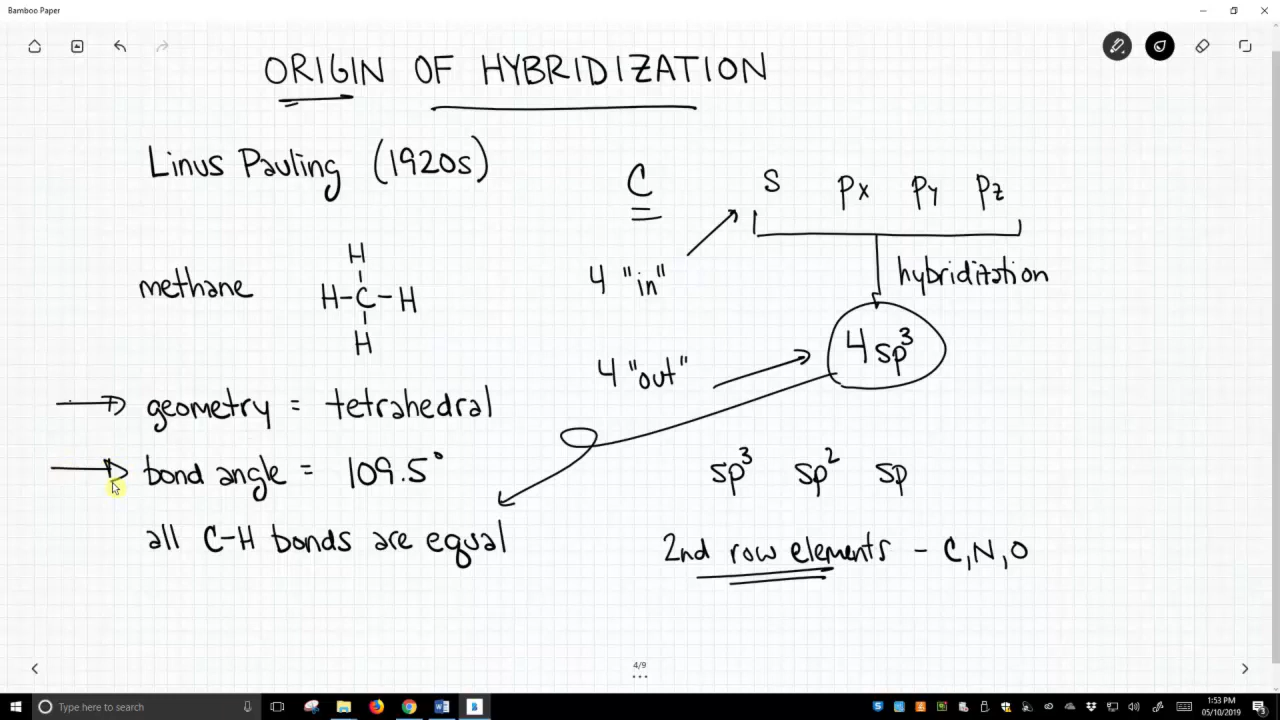 Bamboo Paper
ORIGIN OF HYBRIDIZATION
Linus Pauling (1920s)
methane
H
H-C-H
H
geometry = tetrahedral
bond angle = 109.5°
all C-H bonds are equal
C
S px py pz
4 "in"
hybridization
4 sp³
4 "out"
sp³ sp² sp
2nd row elements - C, N, O
4/9
Type here to search
1:53 PM
05/10/2019